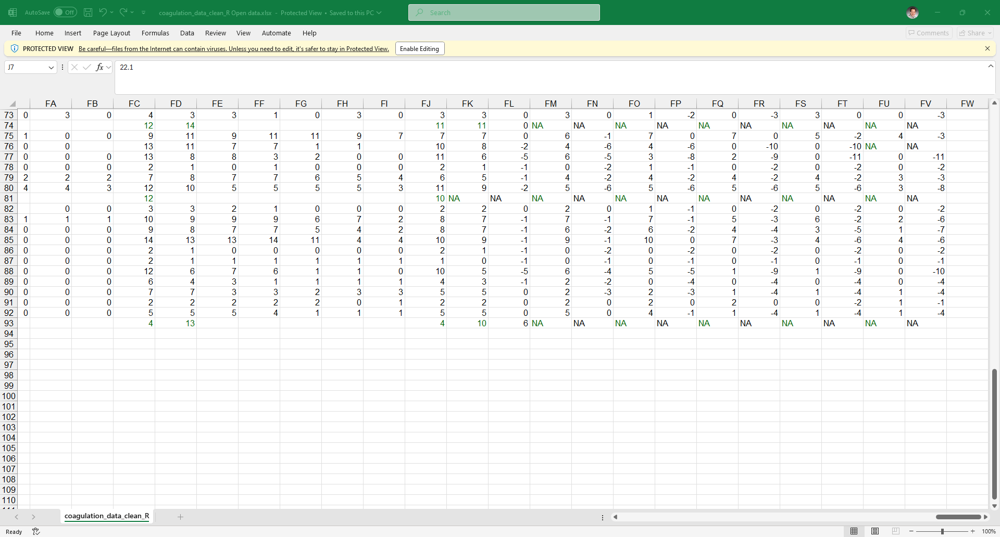 AutoSave Off coagulation_data_clean_R Open data.xlsx - Protected View • Saved to this PC Search
File Home Insert Page Layout Formulas Data Review View Automate Help Comments Share
PROTECTED VIEW Be careful—files from the Internet can contain viruses. Unless you need to edit, it's safer to stay in Protected View. Enable Editing
J7 fx 22.1
FA FB FC FD FE FF FG FH FI FJ FK FL FM FN FO FP FQ FR FS FT FU FV FW
73 0 3 0 4 3 3 1 0 3 0 3 3 0 3 0 1 -2 0 -3 3 0 0 -3
74 12 14 11 11 0 NA NA NA NA NA NA NA NA NA NA
75 1 0 0 9 11 9 11 11 9 7 7 7 0 6 -1 7 0 7 0 5 -2 4 -3
76 0 0 13 11 7 7 1 1 10 8 -2 4 -6 4 -6 0 -10 0 -10 NA NA
77 0 0 0 13 8 8 3 2 0 0 11 6 -5 6 -5 3 -8 2 -9 0 -11 0 -11
78 0 0 0 2 1 0 1 0 0 0 2 1 -1 0 -2 1 -1 0 -2 0 -2 0 -2
79 2 2 2 7 8 7 7 6 5 4 6 5 -1 4 -2 4 -2 4 -2 4 -2 3 -3
80 4 4 3 12 10 5 5 5 5 3 11 9 -2 5 -6 5 -6 5 -6 5 -6 3 -8
81 12 10 NA NA NA NA NA NA NA NA NA NA NA NA
82 0 0 3 3 2 1 0 0 0 2 2 0 2 0 1 -1 0 -2 0 -2 0 -2
83 1 1 1 10 9 9 9 6 7 2 8 7 -1 7 -1 7 -1 5 -3 6 -2 2 -6
84 0 0 0 9 8 7 7 5 4 2 8 7 -1 6 -2 6 -2 4 -4 3 -5 1 -7
85 0 0 0 14 13 13 14 11 4 4 10 9 -1 9 -1 10 0 7 -3 4 -6 4 -6
86 0 0 0 2 1 0 0 0 0 0 2 1 -1 0 -2 0 -2 0 -2 0 -2 0 -2
87 0 0 0 2 1 1 1 1 1 1 1 0 -1 0 -1 0 -1 0 -1 0 -1 0 -1
88 0 0 0 12 6 7 6 1 1 0 10 5 -5 6 -4 5 -5 1 -9 1 -9 0 -10
89 0 0 0 6 4 3 1 1 1 1 4 3 -1 2 -2 0 -4 0 -4 0 -4 0 -4
90 0 0 0 7 7 3 3 2 3 3 5 5 0 2 -3 2 -3 1 -4 1 -4 1 -4
91 0 0 0 2 2 2 2 2 0 1 2 2 0 2 0 2 0 2 0 0 -2 1 -1
92 0 0 0 5 5 5 4 1 1 1 5 5 0 5 0 4 -1 1 -4 1 -4 1 -4
93 4 13 4 10 6 NA NA NA NA NA NA NA NA NA NA
94
95
96
97
98
99
100
101
102
103
104
105
106
107
108
109
110
coagulation_data_clean_R
Ready 100%